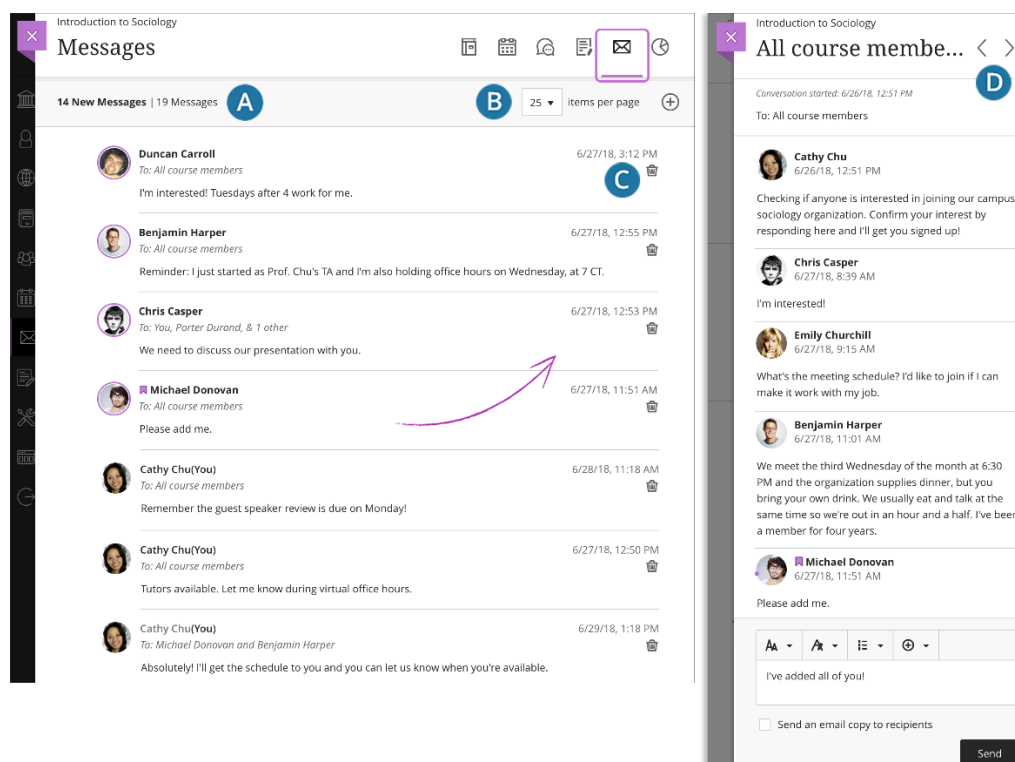 Introduction to Sociology
Messages
14 New Messages | 19 Messages
A
B
25
items per page
Duncan Carroll
6/27/18, 3:12 PM
To: All course members
C
I'm interested! Tuesdays after 4 work for me.
Benjamin Harper
6/27/18, 12:55 PM
To: All course members
Reminder: I just started as Prof. Chu's TA and I'm also holding office hours on Wednesday, at 7 CT.
Chris Casper
6/27/18, 12:53 PM
To: You, Porter Durand, & 1 other
We need to discuss our presentation with you.
Michael Donovan
6/27/18, 11:51 AM
To: All course members
Please add me.
Cathy Chu(You)
6/28/18, 11:18 AM
To: All course members
Remember the guest speaker review is due on Monday!
Cathy Chu(You)
6/27/18, 12:50 PM
To: All course members
Tutors available. Let me know during virtual office hours.
Cathy Chu(You)
6/29/18, 1:18 PM
To: Michael Donovan and Benjamin Harper
Absolutely! I'll get the schedule to you and you can let us know when you're available.
Introduction to Sociology
All course membe...
D
Conversation started: 6/26/18, 12:51 PM
To: All course members
Cathy Chu
6/26/18, 12:51 PM
Checking if anyone is interested in joining our campus
sociology organization. Confirm your interest by
responding here and I'll get you signed up!
Chris Casper
6/27/18, 8:39 AM
I'm interested!
Emily Churchill
6/27/18, 9:15 AM
What's the meeting schedule? I'd like to join if I can
make it work with my job.
Benjamin Harper
6/27/18, 11:01 AM
We meet the third Wednesday of the month at 6:30
PM and the organization supplies dinner, but you
bring your own drink. We usually eat and talk at the
same time so we're out in an hour and a half. I've been
a member for four years.
Michael Donovan
6/27/18, 11:51 AM
Please add me.
I've added all of you!
Send an email copy to recipients
Send